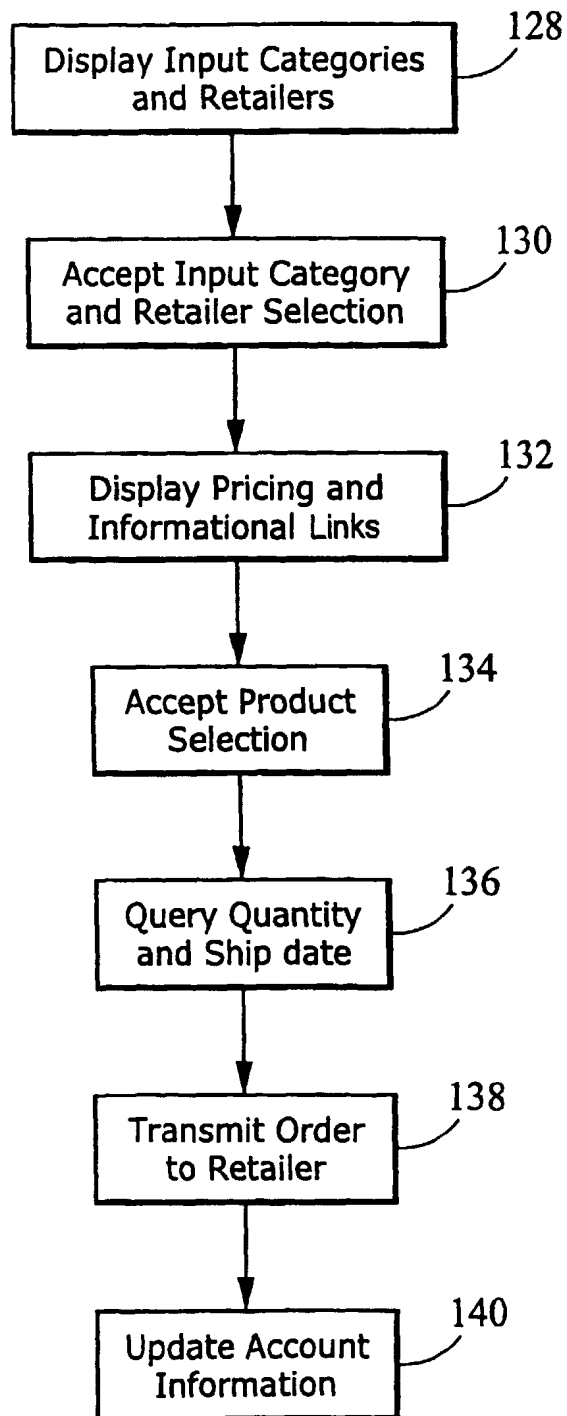 128
Display Input Categories
and Retailers
130
Accept Input Category
and Retailer Selection
132
Display Pricing and
Informational Links
134
Accept Product
Selection
136
Query Quantity
and Ship date
138
Transmit Order
to Retailer
140
Update Account
Information